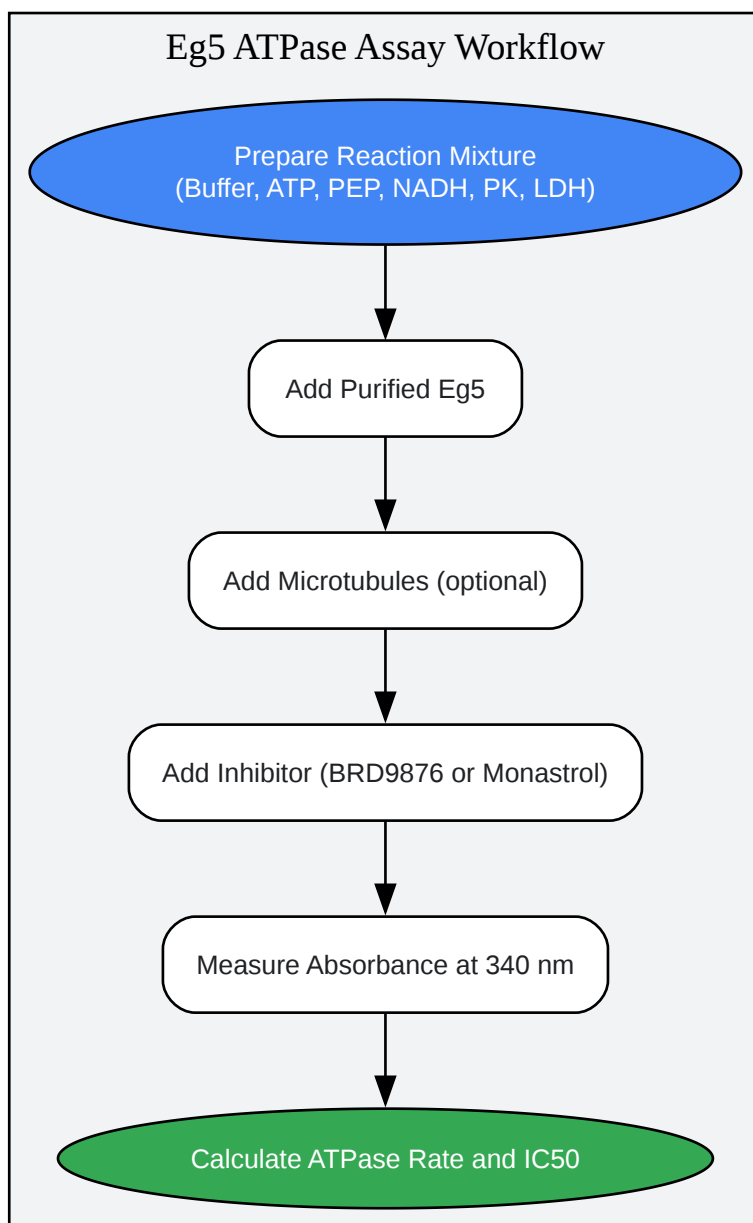 Eg5 ATPase Assay Workflow
Prepare Reaction Mixture
(Buffer, ATP, PEP, NADH, PK, LDH)
Add Purified Eg5
Add Microtubules (optional)
Add Inhibitor (BRD9876 or Monastrol)
Measure Absorbance at 340 nm
Calculate ATPase Rate and IC50